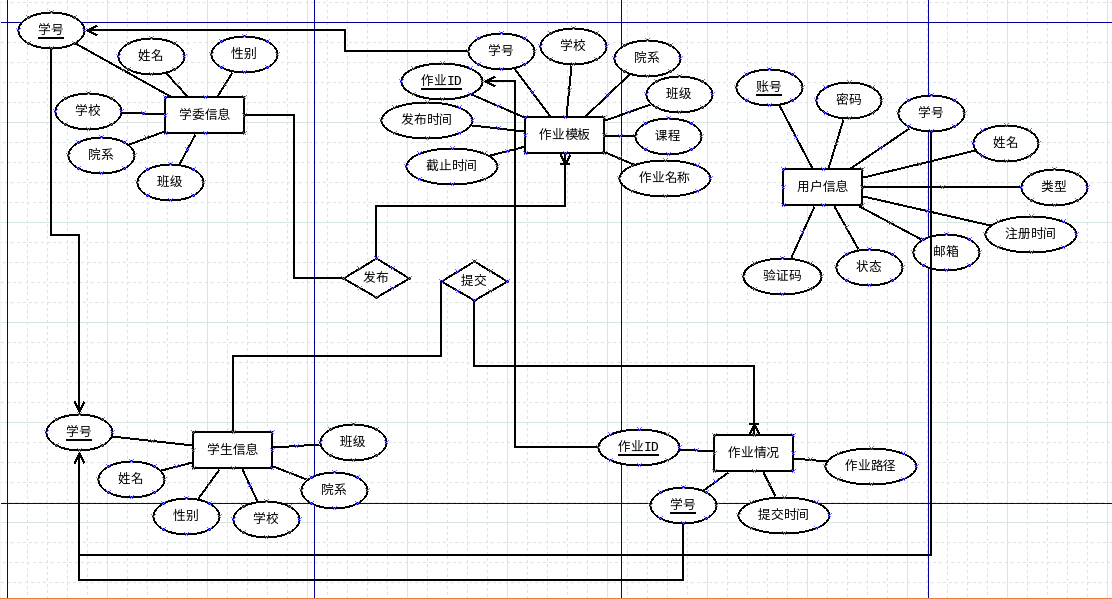 学号
姓名
性别
学校
学委信息
院系
班级
学号
学校
院系
作业ID
班级
发布时间
作业模板
课程
截止时间
作业名称
账号
密码
学号
姓名
用户信息
类型
注册时间
邮箱
状态
验证码
发布
提交
学号
学生信息
班级
姓名
院系
性别
学校
作业ID
作业情况
作业路径
学号
提交时间